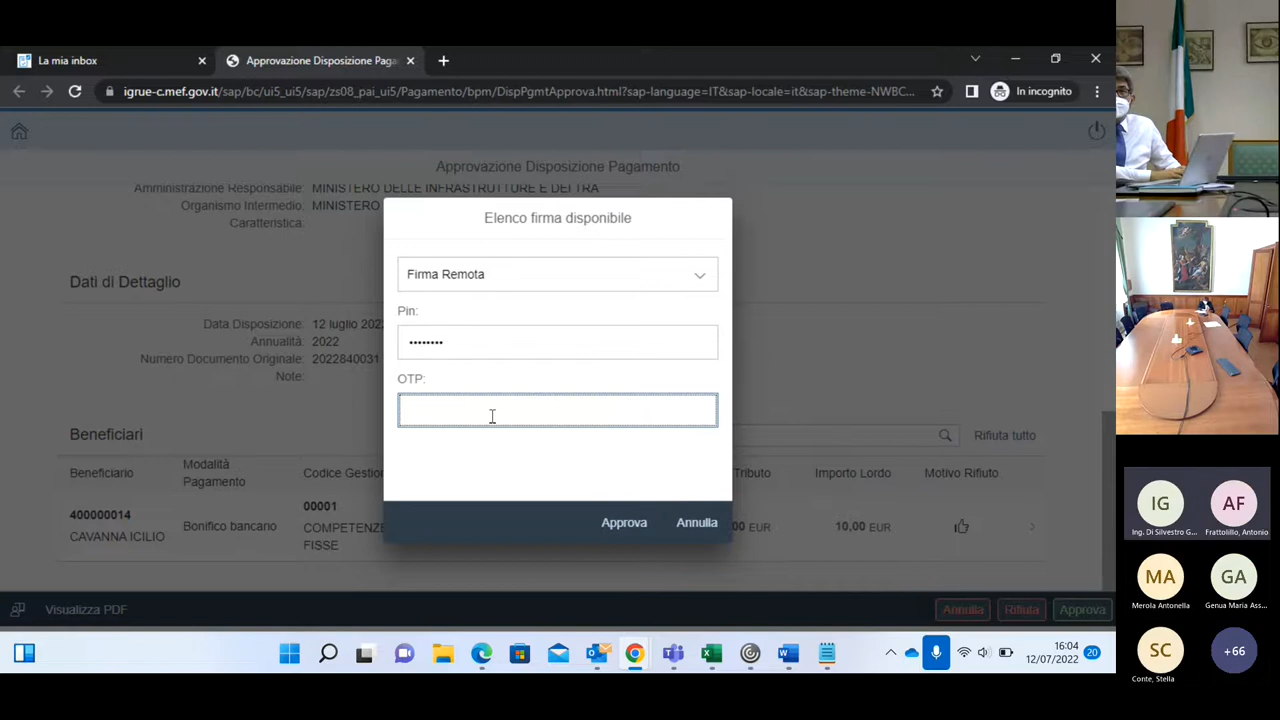 La mia inbox
Approvazione Disposizione Paga
igrue-c.mef.gov.it/sap/bc/ui5_ui5/sap/zs08_pai_ui5/Pagamento/bpm/DispPgmtApprova.html?sap-language=IT&sap-locale=it&sap-theme-NWBC...
In incognito
Approvazione Disposizione Pagamento
Amministrazione Responsabile: MINISTERO DELLE INFRASTRUTTURE E DEI TRA
Organismo Intermedio: MINISTERO
Caratteristica:
Dati di Dettaglio
Data Disposizione: 12 luglio 202
Annualità: 2022
Numero Documento Originale: 2022840031
Note:
Elenco firma disponibile
Firma Remota
Pin:
••••••••
OTP:
Approva Annulla
Beneficiari
Rifiuta tutto
Beneficiario
Modalità
Pagamento
Codice Gestion
Tributo
Importo Lordo
Motivo Rifiuto
400000014
CAVANNA ICILIO
Bonifico bancario
00001
COMPETENZE
FISSE
00 EUR
10,00 EUR
Visualizza PDF
Annulla
Rifiuta
Approva
16:04
12/07/2022
20
IG
Ing. Di Silvestro G...
AF
Frattolillo, Antonio
MA
Merola Antonella
GA
Genua Maria Ass...
SC
Conte, Stella
+66